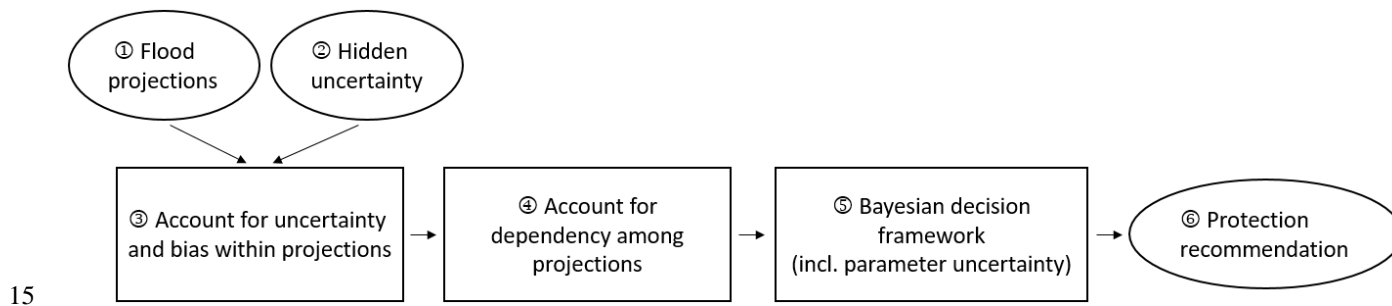 ① Flood
projections
② Hidden
uncertainty
③ Account for uncertainty
and bias within projections
④ Account for
dependency among
projections
⑤ Bayesian decision
framework
(incl. parameter uncertainty)
⑥ Protection
recommendation
15